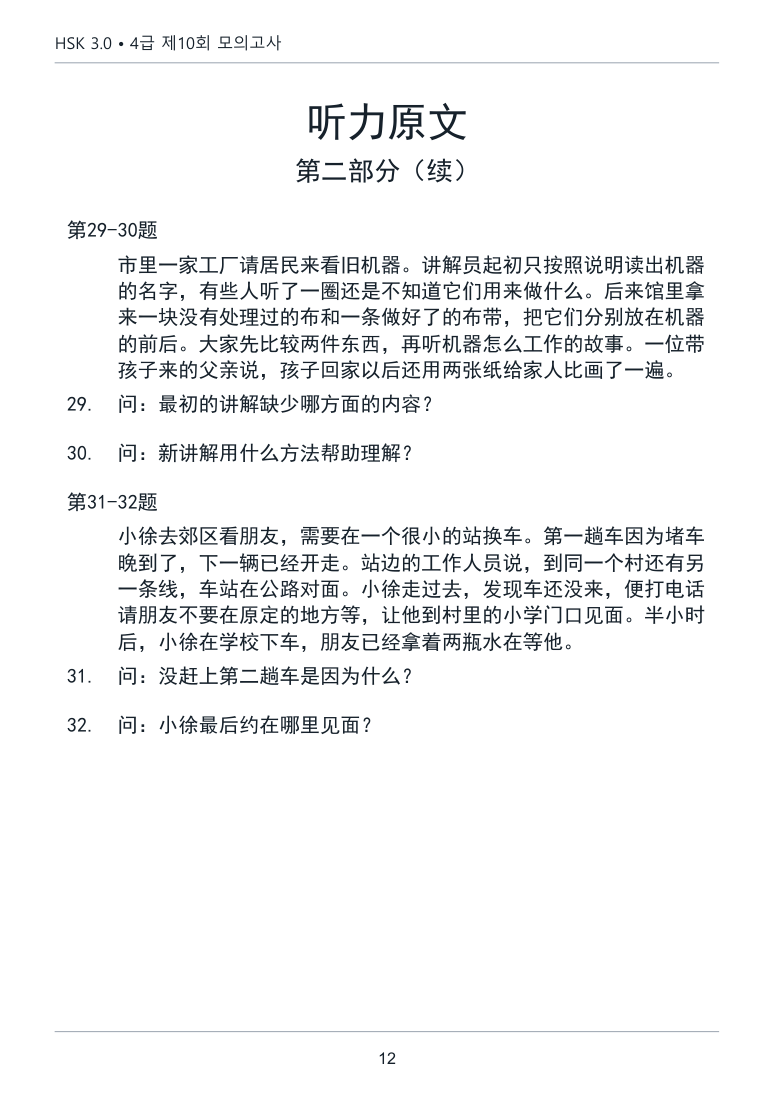 HSK 3.0 • 4급 제10회 모의고사
听力原文
第二部分（续）
第29-30题
市里一家工厂请居民来看旧机器。讲解员起初只按照说明读出机器
的名字，有些人听了一圈还是不知道它们用来做什么。后来馆里拿
来一块没有处理过的布和一条做好了的布带，把它们分别放在机器
的前后。大家先比较两件东西，再听机器怎么工作的故事。一位带
孩子来的父亲说，孩子回家以后还用两张纸给家人比画了一遍。
29. 问：最初的讲解缺少哪方面的内容？
30. 问：新讲解用什么方法帮助理解？
第31-32题
小徐去郊区看朋友，需要在一个很小的站换车。第一趟车因为堵车
晚到了，下一辆已经开走。站边的工作人员说，到同一个村还有另
一条线，车站在公路对面。小徐走过去，发现车还没来，便打电话
请朋友不要在原定的地方等，让他到村里的小学门口见面。半小时
后，小徐在学校下车，朋友已经拿着两瓶水在等他。
31. 问：没赶上第二趟车是因为什么？
32. 问：小徐最后约在哪里见面？
12